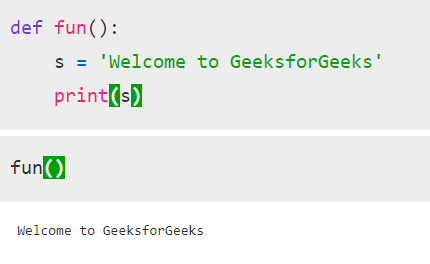 def fun():
    s = 'Welcome to GeeksforGeeks'
    print(s)
fun()
Welcome to GeeksforGeeks